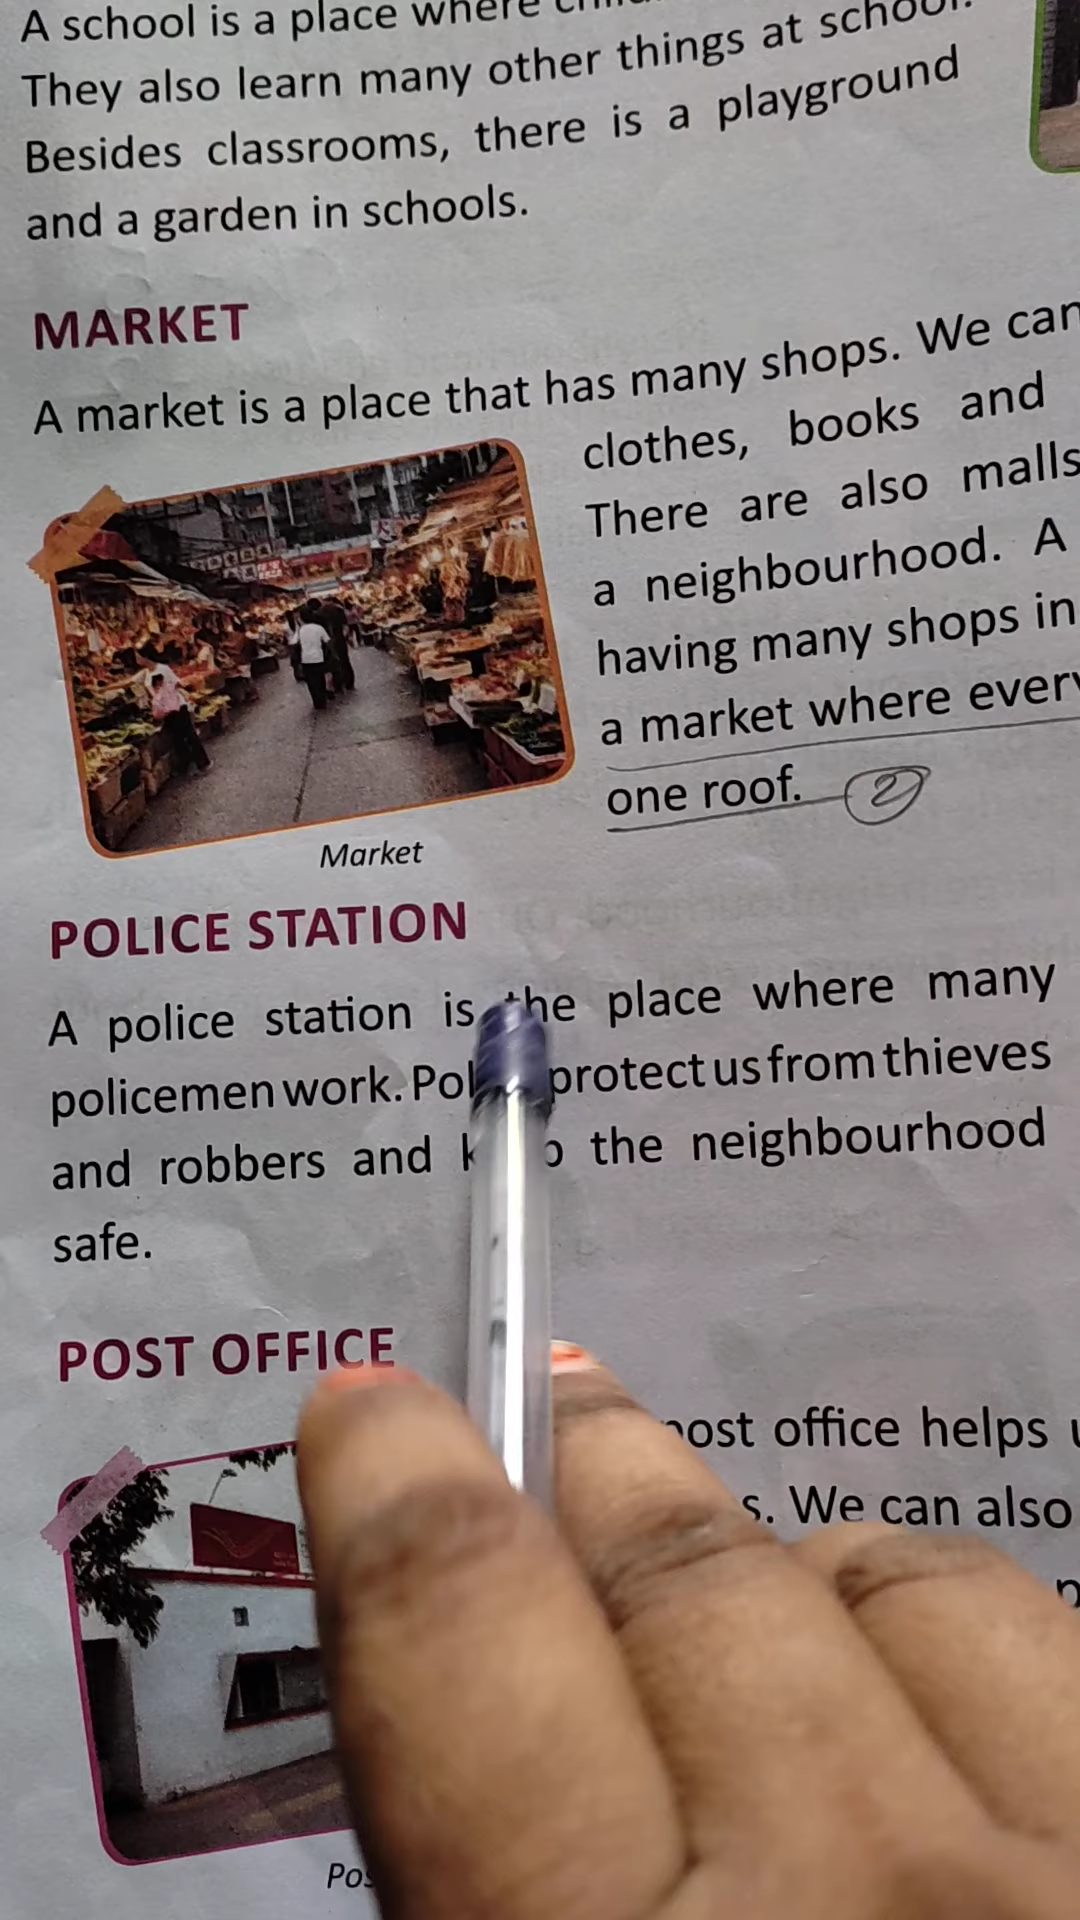 A school is a place where
They also learn many other things at school.
Besides classrooms, there is a playground
and a garden in schools.
MARKET
A market is a place that has many shops. We can
clothes, books and
There are also malls
a neighbourhood. A
having many shops in
a market where
one roof. 2
Market
POLICE STATION
A police station is the place where many
policemen work. protect us from thieves
and robbers and the neighbourhood
safe.
POST OFFICE
post office helps
We can also